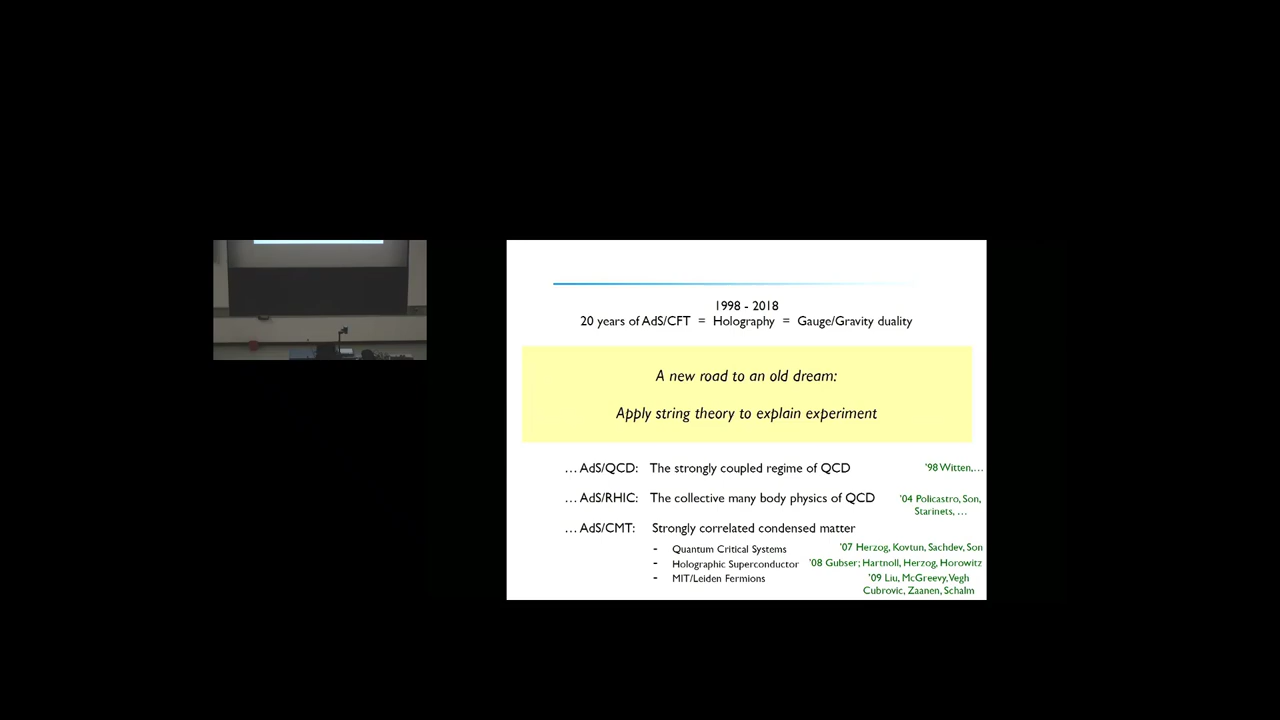 1998 - 2018
20 years of AdS/CFT = Holography = Gauge/Gravity duality
A new road to an old dream:
Apply string theory to explain experiment
... AdS/QCD: The strongly coupled regime of QCD '98 Witten,...
... AdS/RHIC: The collective many body physics of QCD '04 Policastro, Son,
Starinets, ...
... AdS/CMT: Strongly correlated condensed matter
- Quantum Critical Systems '07 Herzog, Kovtun, Sachdev, Son
- Holographic Superconductor '08 Gubser; Hartnoll, Herzog, Horowitz
- MIT/Leiden Fermions '09 Liu, McGreevy, Vegh
Cubrovic, Zaanen, Schalm